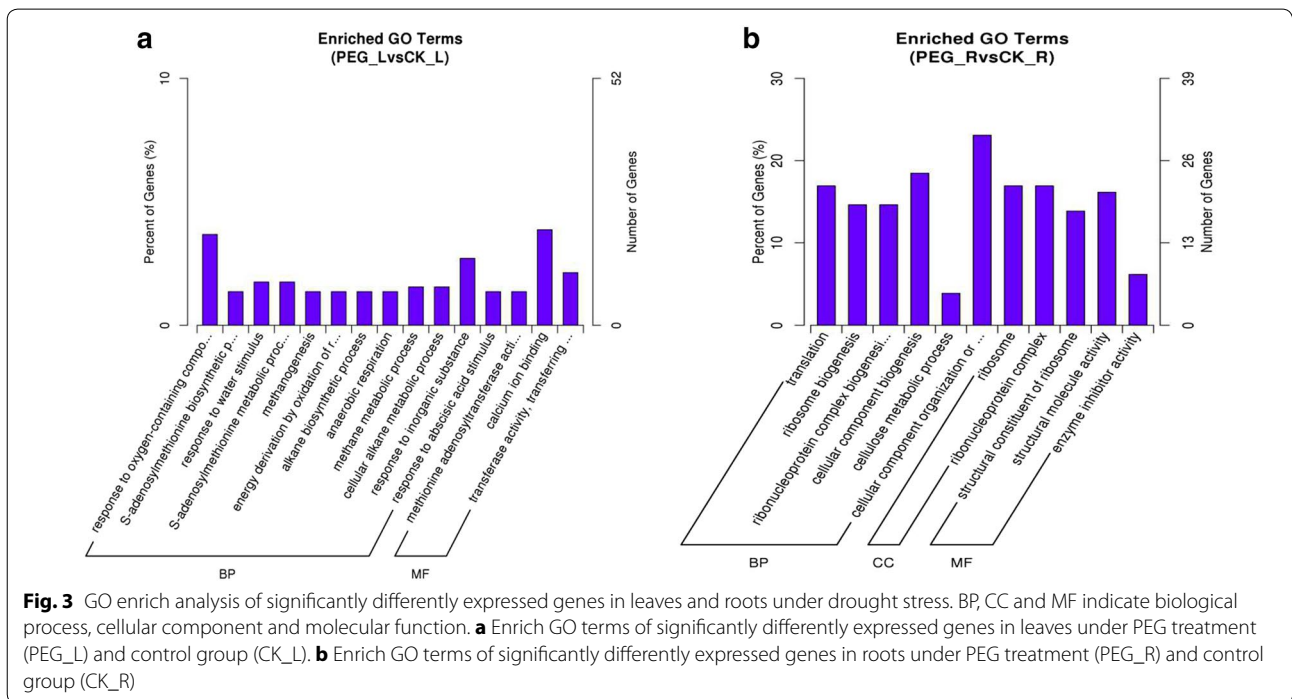 a
Enriched GO Terms
(PEG_LvsCK_L)
Percent of Genes (%)
10
0
52
0
Number of Genes
response to oxygen-containing compo...
S-adenosylmethionine biosynthetic p...
response to water stimulus
S-adenosylmethionine metabolic proc...
methanogenesis
energy derivation by oxidation of r...
alkane biosynthetic process
anaerobic respiration
methane metabolic process
cellular alkane metabolic process
response to inorganic substance
response to abscisic acid stimulus
methionine adenosyltransferase acti...
calcium ion binding
transferase activity, transferring ...
BP
MF
b
Enriched GO Terms
(PEG_RvsCK_R)
Percent of Genes (%)
30
20
10
0
39
26
13
0
Number of Genes
translation
ribosome biogenesis
ribonucleoprotein complex biogenesi...
cellular component biogenesis
cellulose metabolic process
cellular component organization or ...
ribosome
ribonucleoprotein complex
structural constituent of ribosome
structural molecule activity
enzyme inhibitor activity
BP
CC
MF
Fig. 3 GO enrich analysis of significantly differently expressed genes in leaves and roots under drought stress. BP, CC and MF indicate biological
process, cellular component and molecular function. a Enrich GO terms of significantly differently expressed genes in leaves under PEG treatment
(PEG_L) and control group (CK_L). b Enrich GO terms of significantly differently expressed genes in roots under PEG treatment (PEG_R) and control
group (CK_R)